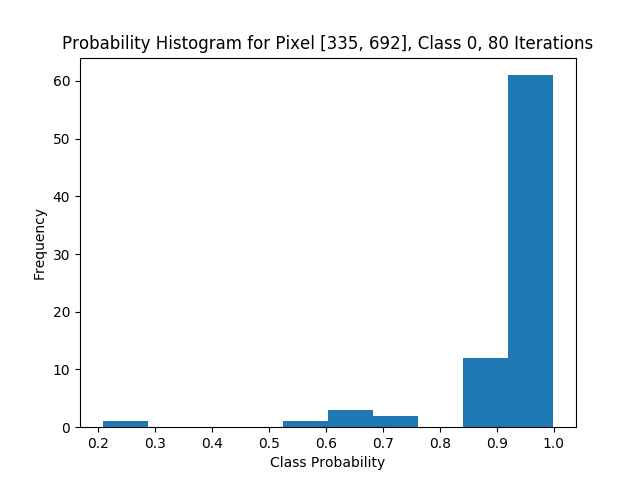 Probability Histogram for Pixel [335, 692], Class 0, 80 Iterations
60
50
40
30
20
10
0
Frequency
0.2 0.3 0.4 0.5 0.6 0.7 0.8 0.9 1.0
Class Probability